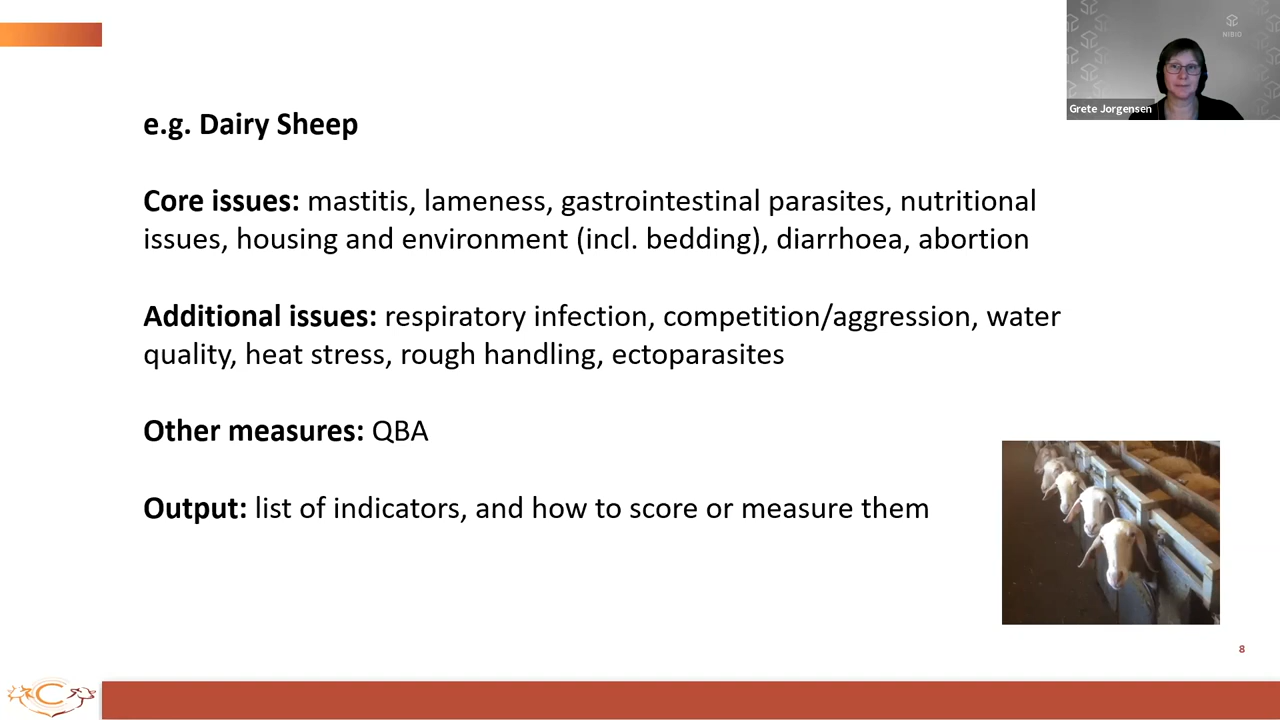 NIBIO
Grete Jorgensen
e.g. Dairy Sheep
Core issues: mastitis, lameness, gastrointestinal parasites, nutritional
issues, housing and environment (incl. bedding), diarrhoea, abortion
Additional issues: respiratory infection, competition/aggression, water
quality, heat stress, rough handling, ectoparasites
Other measures: QBA
Output: list of indicators, and how to score or measure them
8